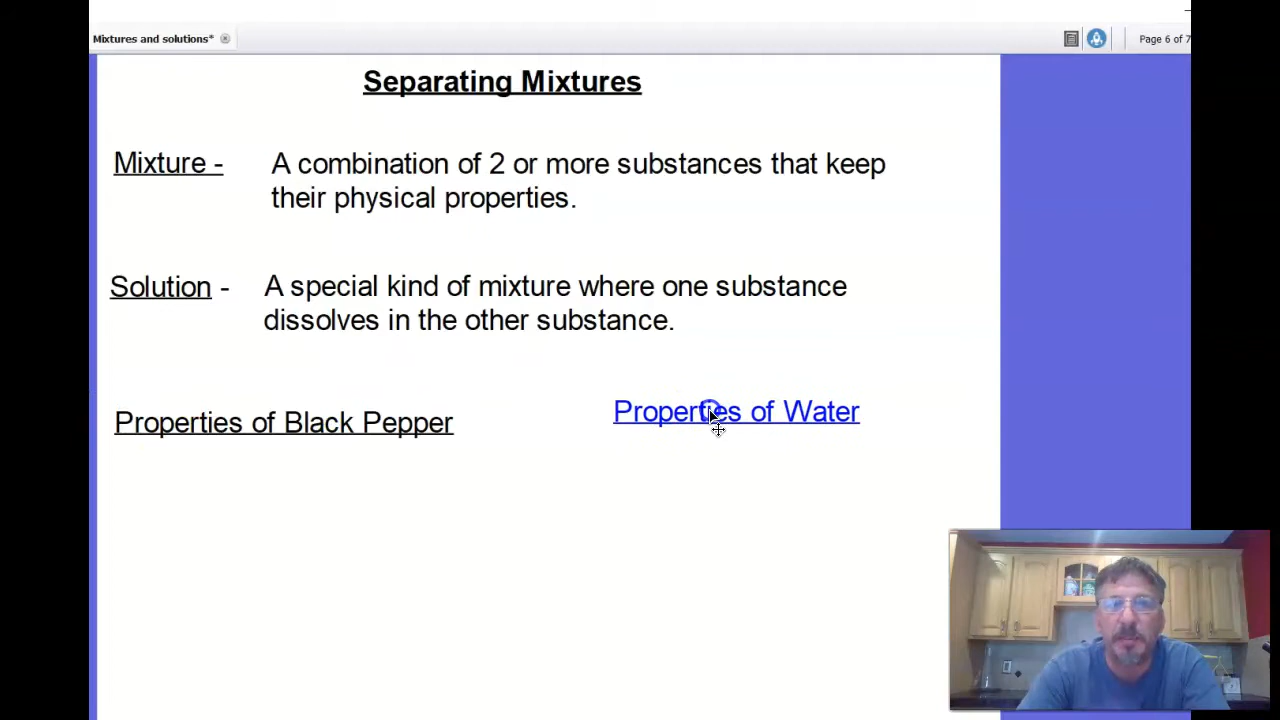 Mixtures and solutions*
Page 6 of 7
Separating Mixtures
Mixture - A combination of 2 or more substances that keep
their physical properties.
Solution - A special kind of mixture where one substance
dissolves in the other substance.
Properties of Black Pepper
Properties of Water